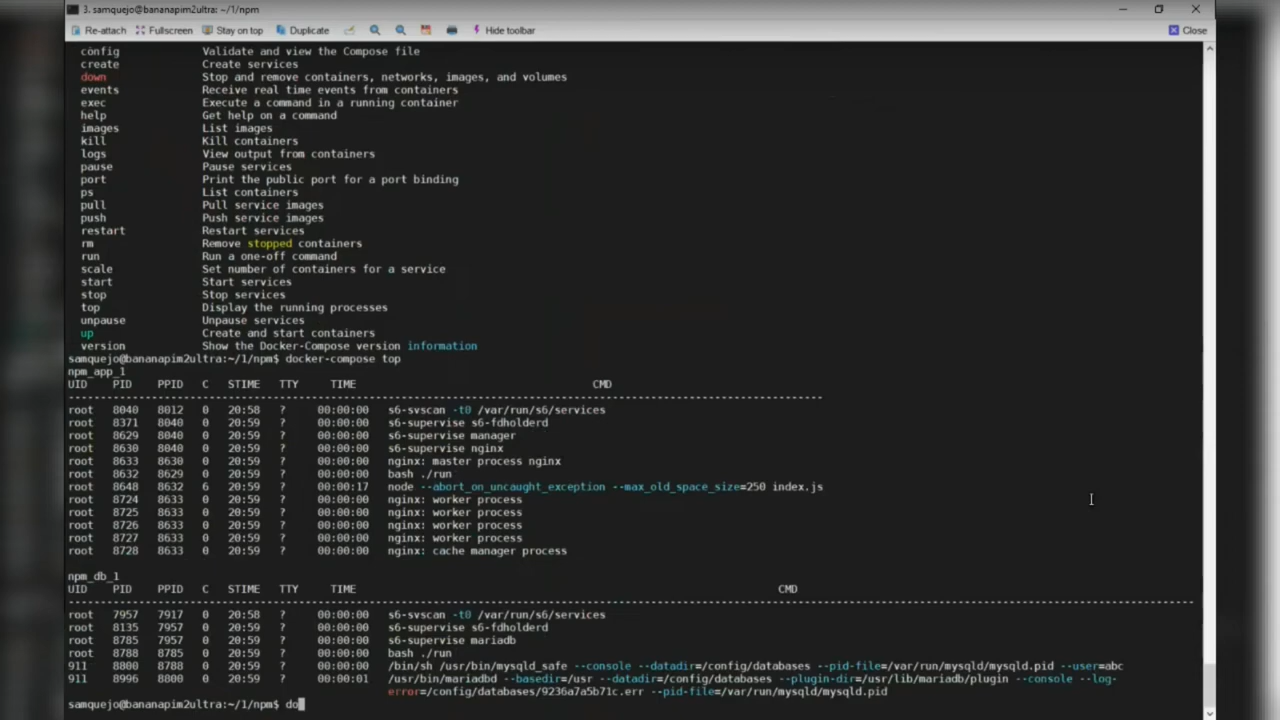 3. samquejo@bananapim2ultra: ~/1/npm
Re-attach Fullscreen Stay on top Duplicate Hide toolbar Close
config Validate and view the Compose file
create Create services
down Stop and remove containers, networks, images, and volumes
events Receive real time events from containers
exec Execute a command in a running container
help Get help on a command
images List images
kill Kill containers
logs View output from containers
pause Pause services
port Print the public port for a port binding
ps List containers
pull Pull service images
push Push service images
restart Restart services
rm Remove stopped containers
run Run a one-off command
scale Set number of containers for a service
start Start services
stop Stop services
top Display the running processes
unpause Unpause services
up Create and start containers
version Show the Docker-Compose version information
samquejo@bananapim2ultra:~/1/npm$ docker-compose top
npm_app_1
UID PID PPID C STIME TTY TIME CMD
------------------------------------------------------------------------------------------------------------------------
root 8040 8012 0 20:58 ? 00:00:00 s6-svscan -t0 /var/run/s6/services
root 8371 8040 0 20:59 ? 00:00:00 s6-supervise s6-fdholderd
root 8629 8040 0 20:59 ? 00:00:00 s6-supervise manager
root 8630 8040 0 20:59 ? 00:00:00 s6-supervise nginx
root 8633 8630 0 20:59 ? 00:00:00 nginx: master process nginx
root 8632 8629 0 20:59 ? 00:00:00 bash ./run
root 8648 8632 6 20:59 ? 00:00:17 node --abort_on_uncaught_exception --max_old_space_size=250 index.js
root 8724 8633 0 20:59 ? 00:00:00 nginx: worker process
root 8725 8633 0 20:59 ? 00:00:00 nginx: worker process
root 8726 8633 0 20:59 ? 00:00:00 nginx: worker process
root 8727 8633 0 20:59 ? 00:00:00 nginx: worker process
root 8728 8633 0 20:59 ? 00:00:00 nginx: cache manager process
npm_db_1
UID PID PPID C STIME TTY TIME CMD
------------------------------------------------------------------------------------------------------------------------
root 7957 7917 0 20:58 ? 00:00:00 s6-svscan -t0 /var/run/s6/services
root 8135 7957 0 20:59 ? 00:00:00 s6-supervise s6-fdholderd
root 8785 7957 0 20:59 ? 00:00:00 s6-supervise mariadb
root 8788 8785 0 20:59 ? 00:00:00 bash ./run
911 8800 8788 0 20:59 ? 00:00:00 /bin/sh /usr/bin/mysqld_safe --console --datadir=/config/databases --pid-file=/var/run/mysqld/mysqld.pid --user=abc
911 8996 8800 0 20:59 ? 00:00:01 /usr/bin/mariadbd --basedir=/usr --datadir=/config/databases --plugin-dir=/usr/lib/mariadb/plugin --console --log-
error=/config/databases/9236a7a5b71c.err --pid-file=/var/run/mysqld/mysqld.pid
samquejo@bananapim2ultra:~/1/npm$ do